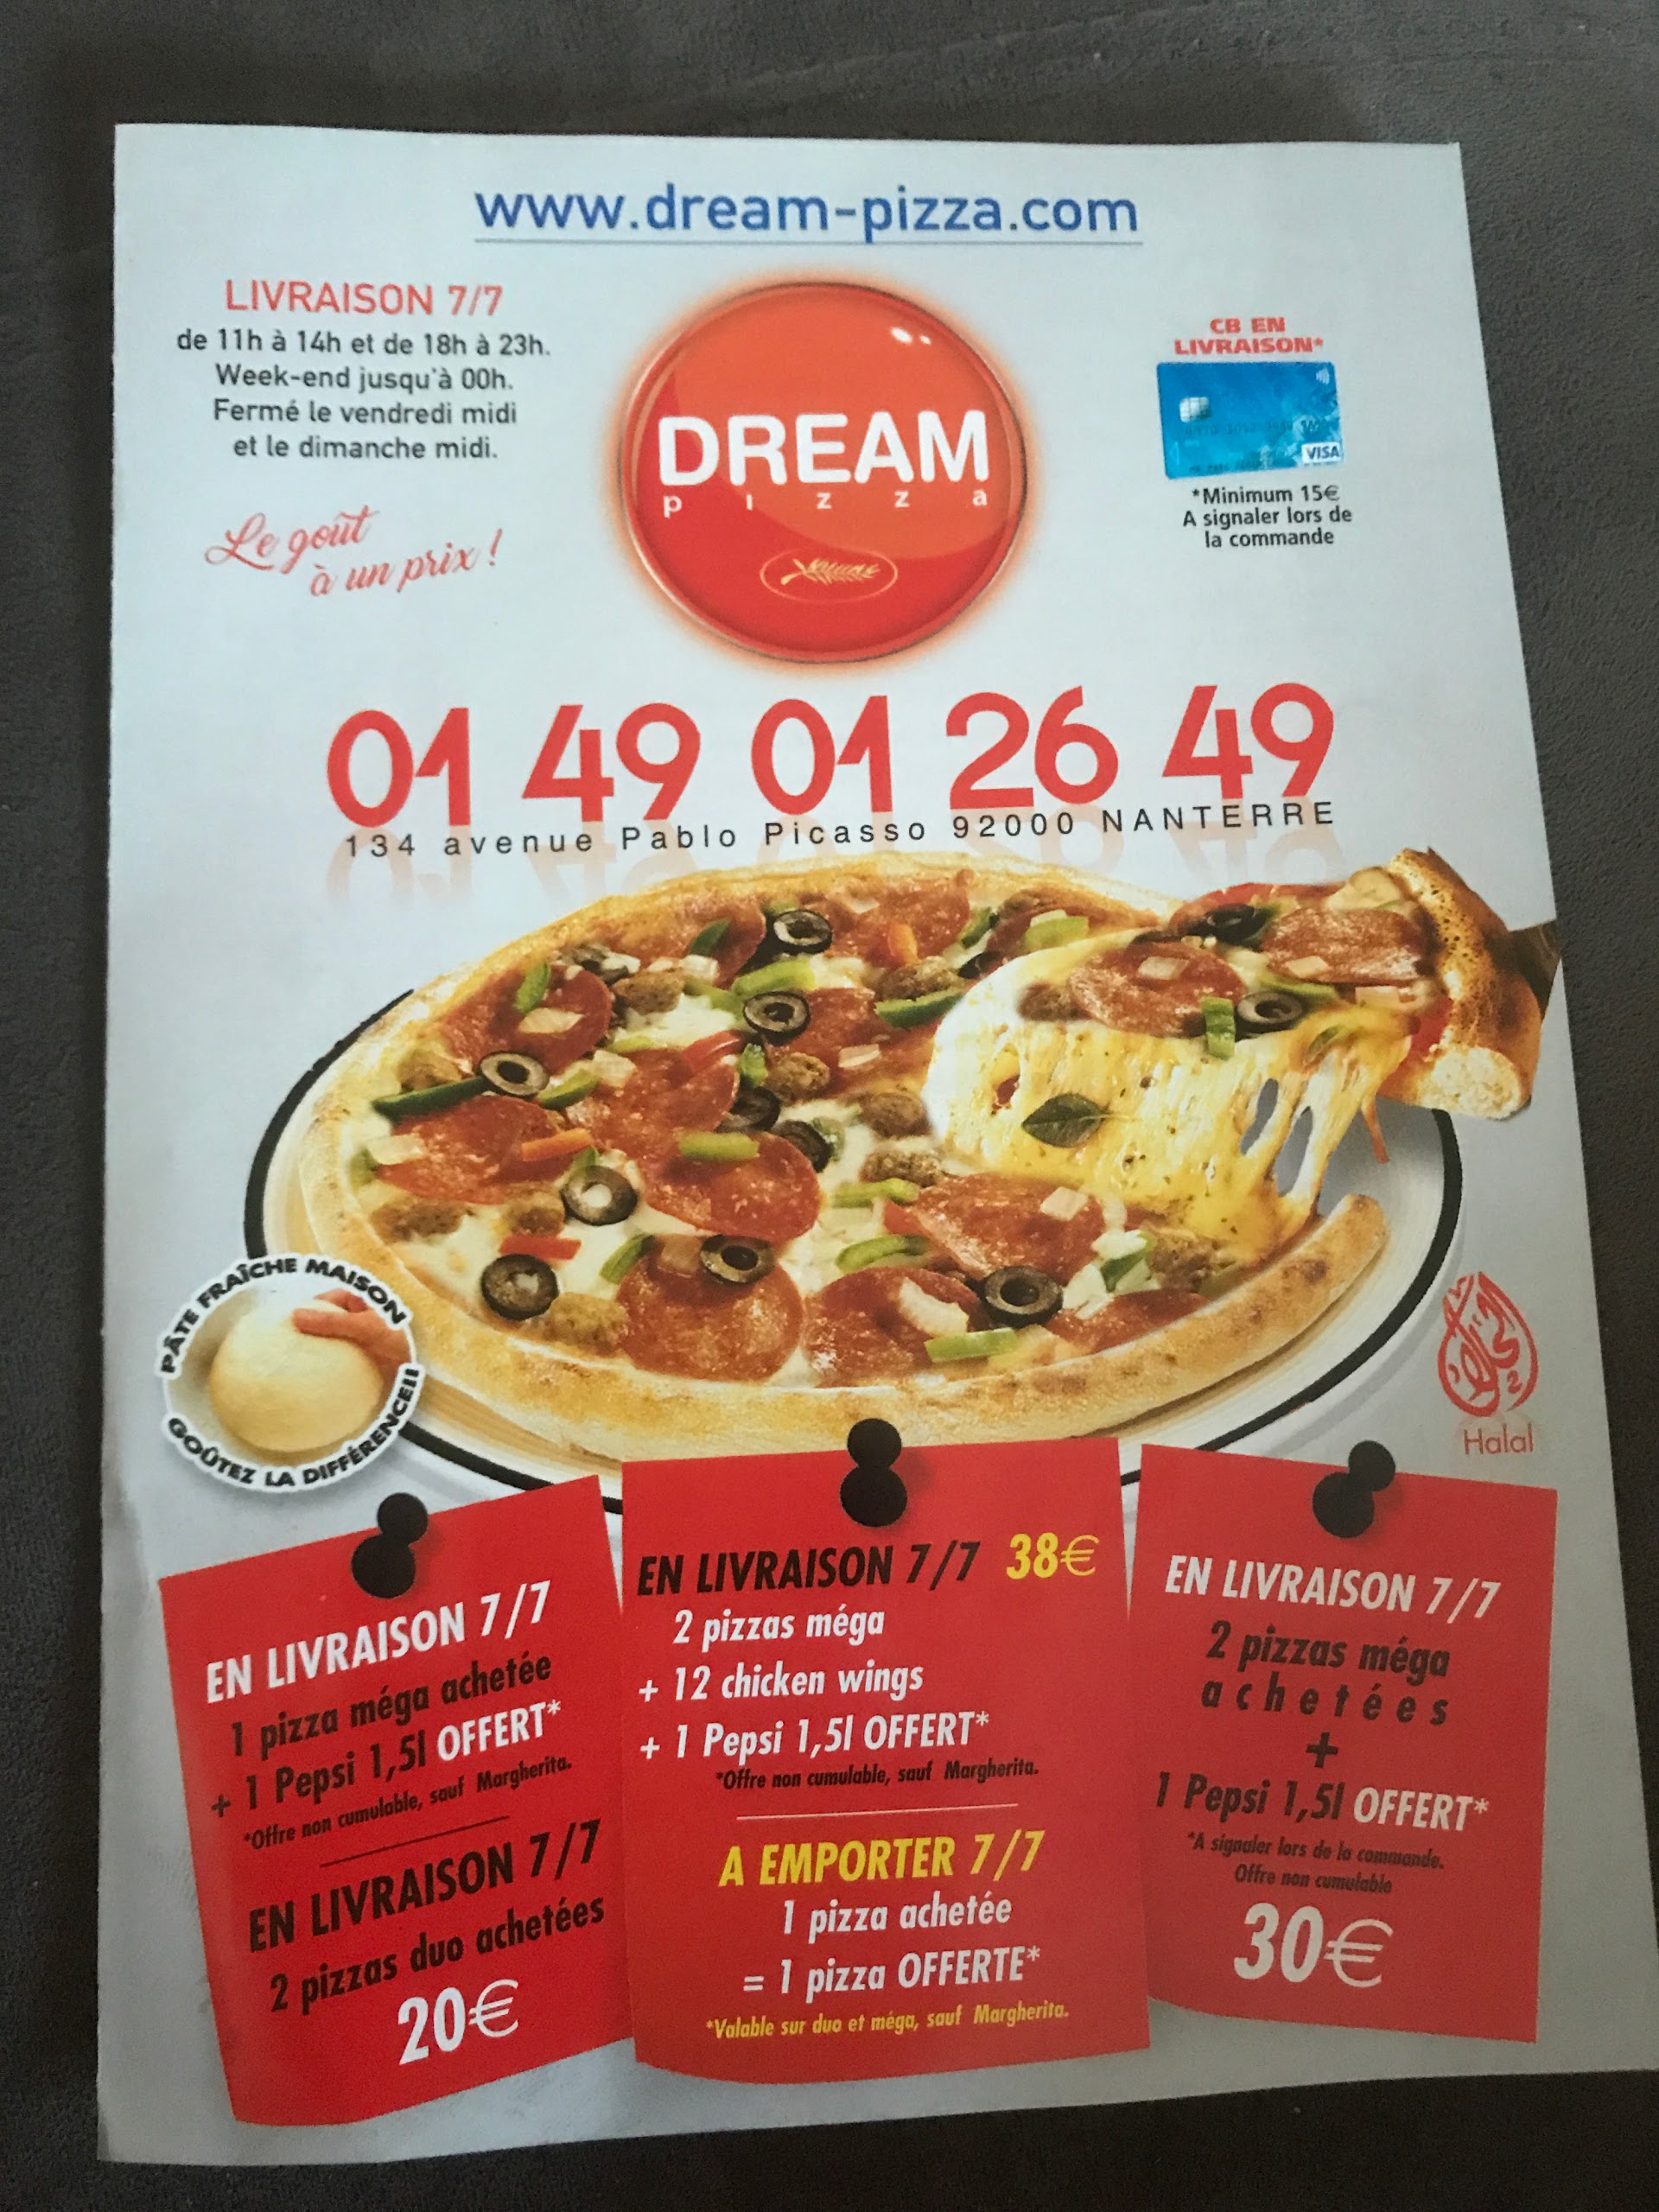 www.dream-pizza.com
LIVRAISON 7/7
de 11h à 14h et de 18h à 23h.
Week-end jusqu'à 00h.
Fermé le vendredi midi
et le dimanche midi.
Le goût
à un prix !
DREAM
pizza
CB EN
LIVRAISON*
VISA
*Minimum 15€
A signaler lors de
la commande
01 49 01 26 49
134 avenue Pablo Picasso 92000 NANTERRE
PÂTE FRAÎCHE MAISON
GOÛTEZ LA DIFFÉRENCE!!
Halal
EN LIVRAISON 7/7
1 pizza méga achetée
+ 1 Pepsi 1,5l OFFERT*
*Offre non cumulable, sauf Margherita.
EN LIVRAISON 7/7
2 pizzas duo achetées
20€
EN LIVRAISON 7/7 38€
2 pizzas méga
+ 12 chicken wings
+ 1 Pepsi 1,5l OFFERT*
*Offre non cumulable, sauf Margherita.
A EMPORTER 7/7
1 pizza achetée
= 1 pizza OFFERTE*
*Valable sur duo et méga, sauf Margherita.
EN LIVRAISON 7/7
2 pizzas méga
achetées
+
1 Pepsi 1,5l OFFERT*
*A signaler lors de la commande.
Offre non cumulable
30€